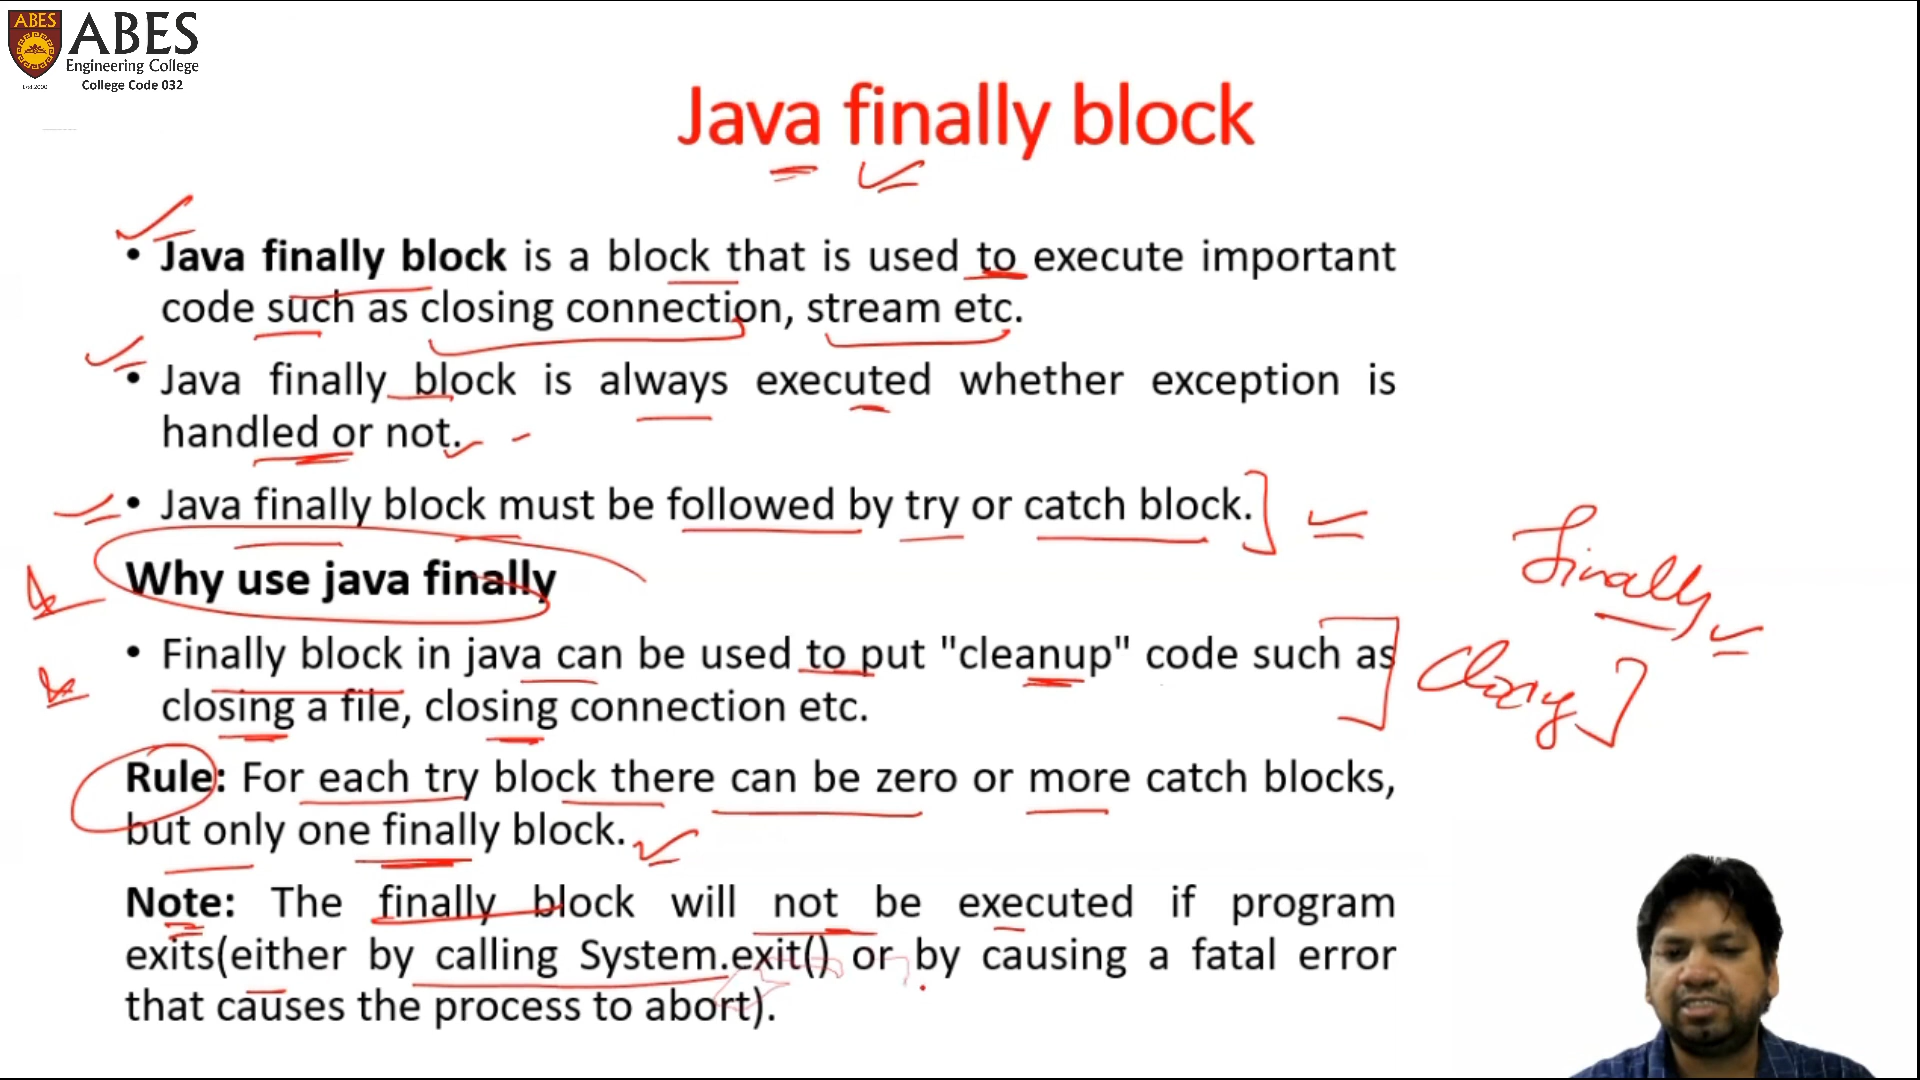 ABES
ABES
Engineering College
College Code 032
Java finally block
• Java finally block is a block that is used to execute important
code such as closing connection, stream etc.
• Java finally block is always executed whether exception is
handled or not.
• Java finally block must be followed by try or catch block.
Finally
Why use java finally
• Finally block in java can be used to put "cleanup" code such as
closing a file, closing connection etc.
Rule: For each try block there can be zero or more catch blocks,
but only one finally block.
Note: The finally block will not be executed if program
exits(either by calling System.exit() or by causing a fatal error
that causes the process to abort).